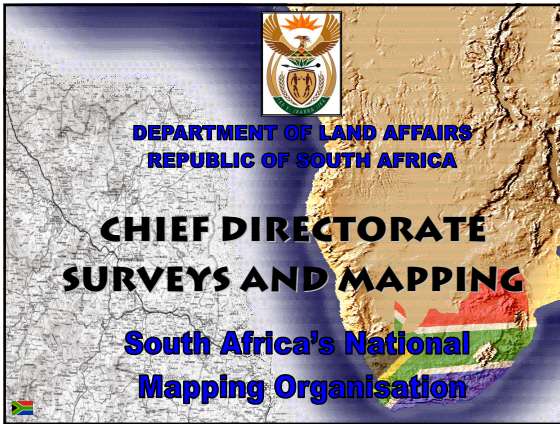 DEPARTMENT OF LAND AFFAIRS
REPUBLIC OF SOUTH AFRICA
CHIEF DIRECTORATE
SURVEYS AND MAPPING
South Africa's National
Mapping Organisation